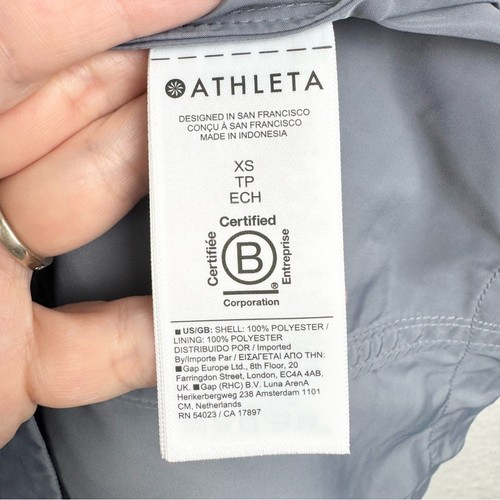 ATHLETA
DESIGNED IN SAN FRANCISCO
CONÇU À SAN FRANCISCO
MADE IN INDONESIA
XS
TP
ECH
Certified
Certifiée
B
Entreprise
®
Corporation
■ US/GB: SHELL: 100% POLYESTER /
LINING: 100% POLYESTER
DISTRIBUIDO POR / Imported
By/Importe Par / ΕΙΣΑΓΕΤΑΙ ΑΠΟ ΤΗΝ:
■ Gap Europe Ltd., 8th Floor, 20
Farringdon Street, London, EC4A 4AB,
UK. ■ Gap (RHC) B.V. Luna ArenA
Herikerbergweg 238 Amsterdam 1101
CM, Netherlands
RN 54023 / CA 17897